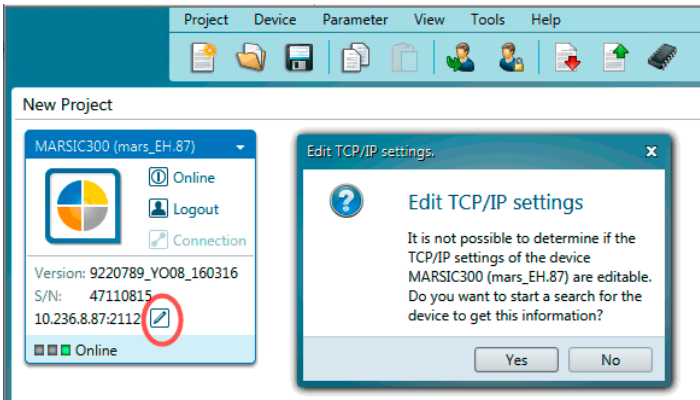 Project Device Parameter View Tools Help
New Project
MARSIC300 (mars_EH.87)
Online
Logout
Connection
Version: 9220789_YO08_160316
S/N: 47110815
10.236.8.87:2112
Online
Edit TCP/IP settings.
x
Edit TCP/IP settings
It is not possible to determine if the
TCP/IP settings of the device
MARSIC300 (mars_EH.87) are editable.
Do you want to start a search for the
device to get this information?
Yes No